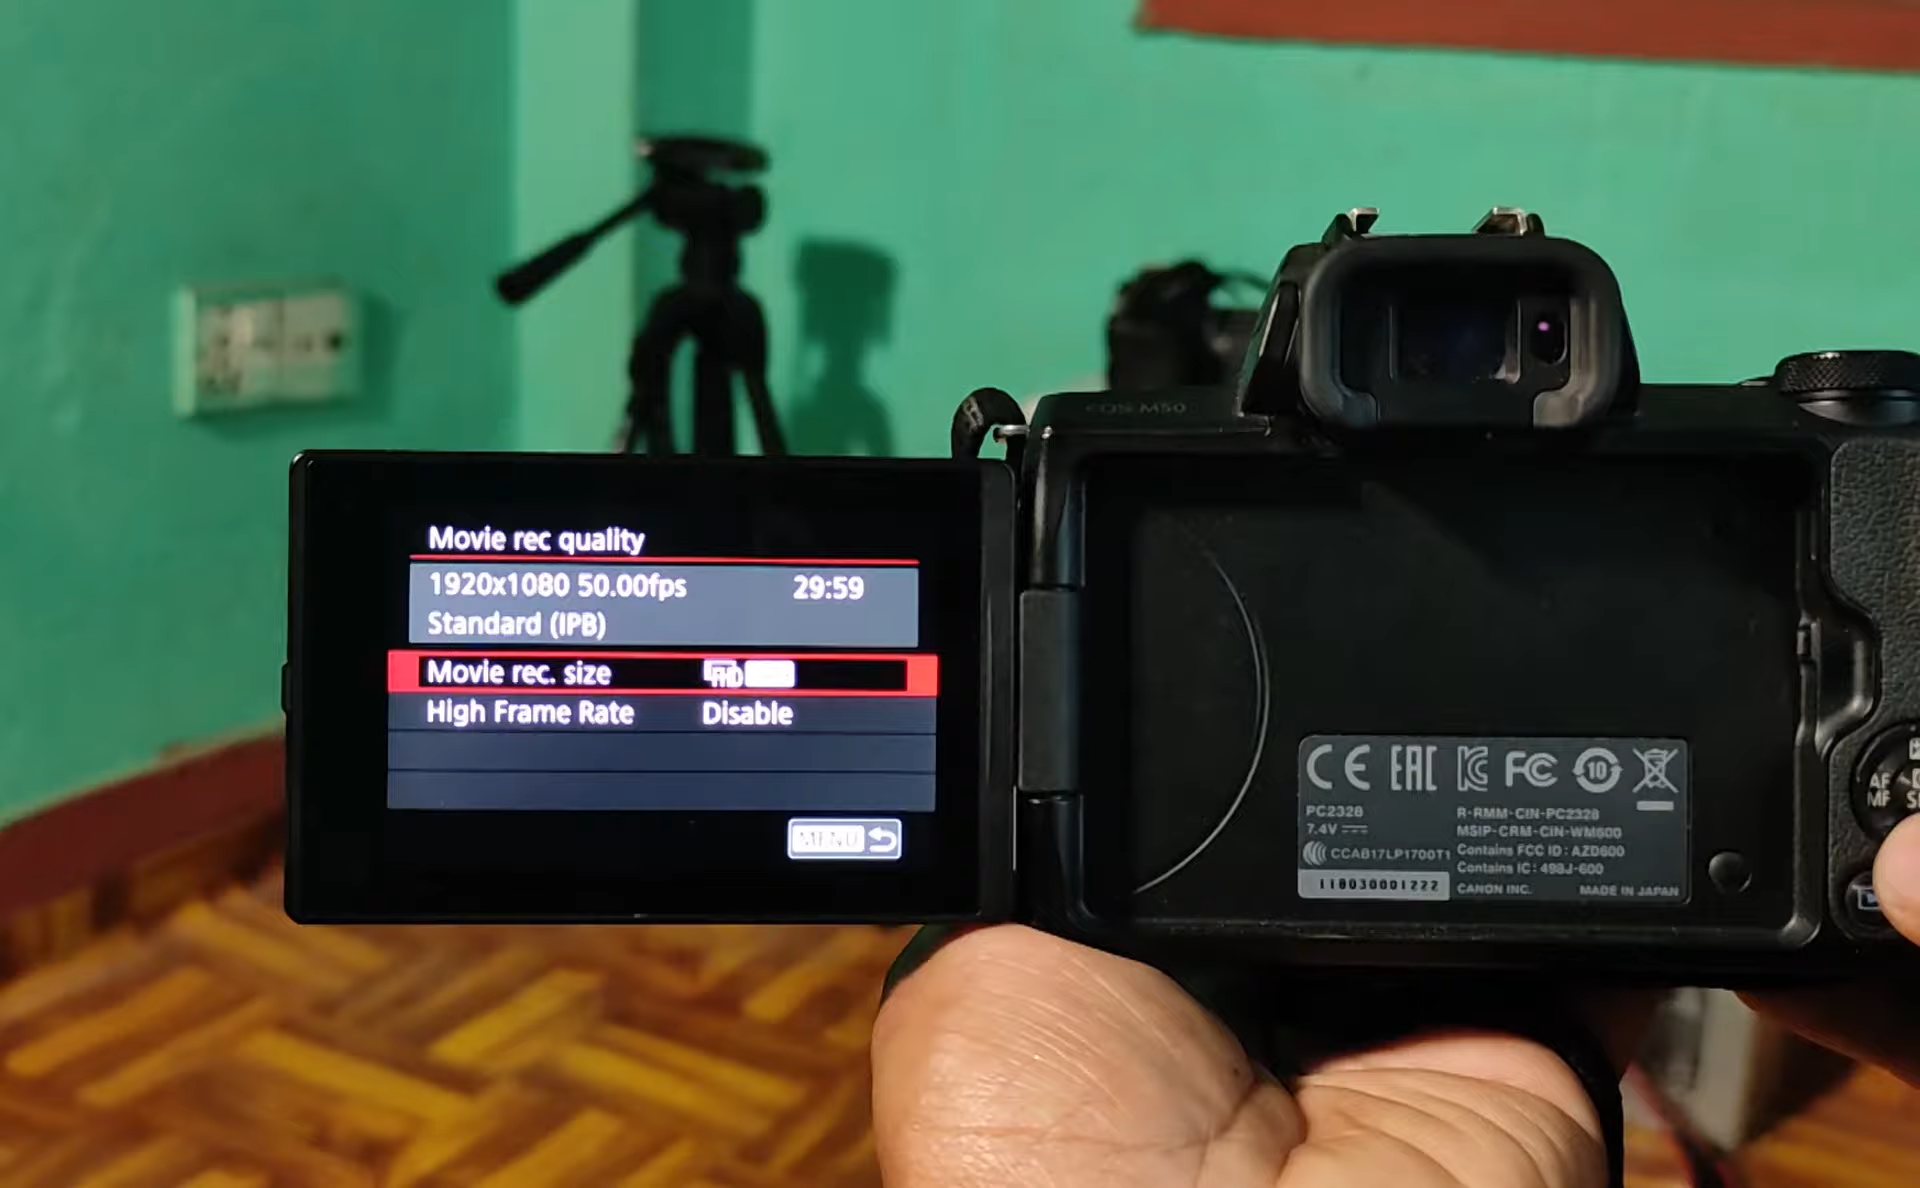 EOS M50
Movie rec quality
1920x1080 50.00fps 29:59
Standard (IPB)
Movie rec. size
High Frame Rate Disable
MENU
CE EAC FC 10
PC2328 R-RMM-CIN-PC2328
7.4V MSIP-CRM-CIN-WM600
CCAB17LP1700T1 Contains FCC ID: AZD600
Contains IC: 498J-600
118030001222 CANON INC. MADE IN JAPAN
AF
MF